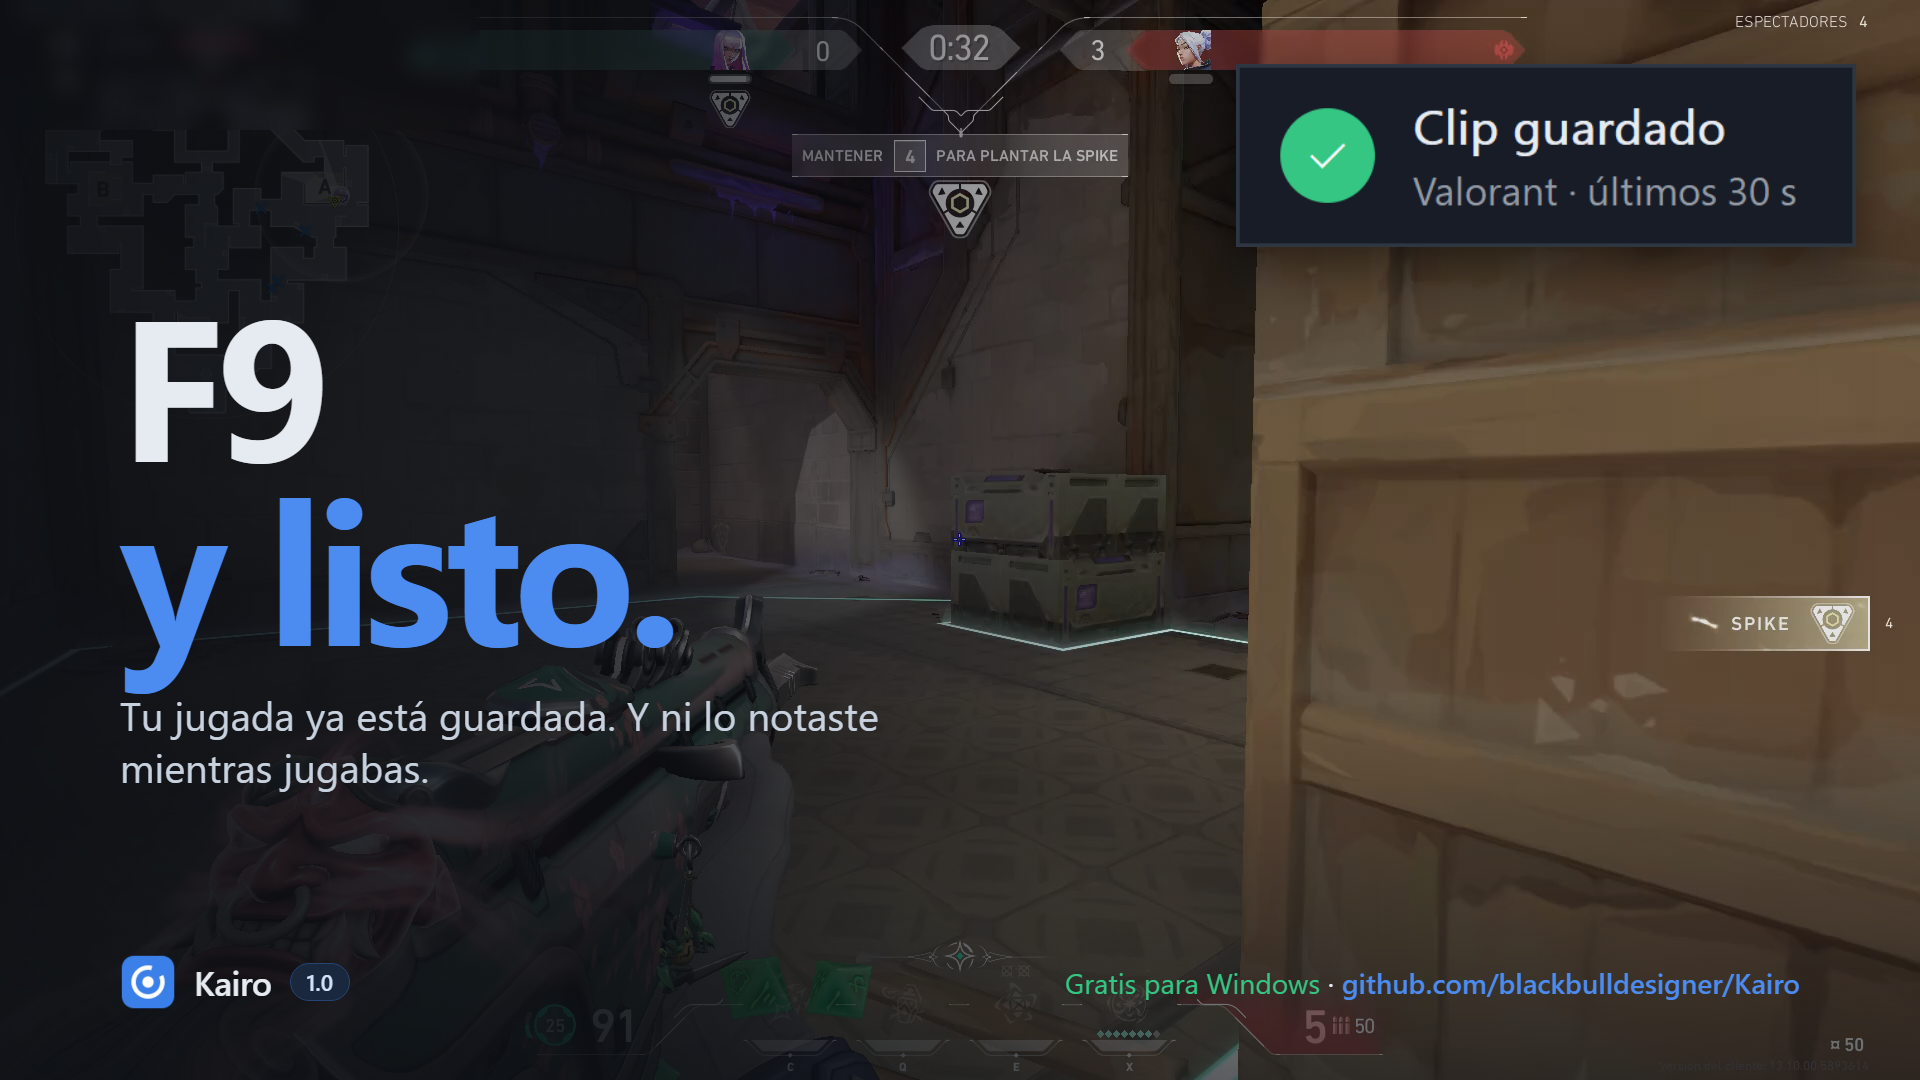 ESPECTADORES 4
0
0:32
3
MANTENER 4 PARA PLANTAR LA SPIKE
Clip guardado
Valorant · últimos 30 s
B
A
F9
y listo.
Tu jugada ya está guardada. Y ni lo notaste
mientras jugabas.
SPIKE
4
Kairo 1.0
Gratis para Windows · github.com/blackbulldesigner/Kairo
25 91
5 50
¤ 50
C Q E X